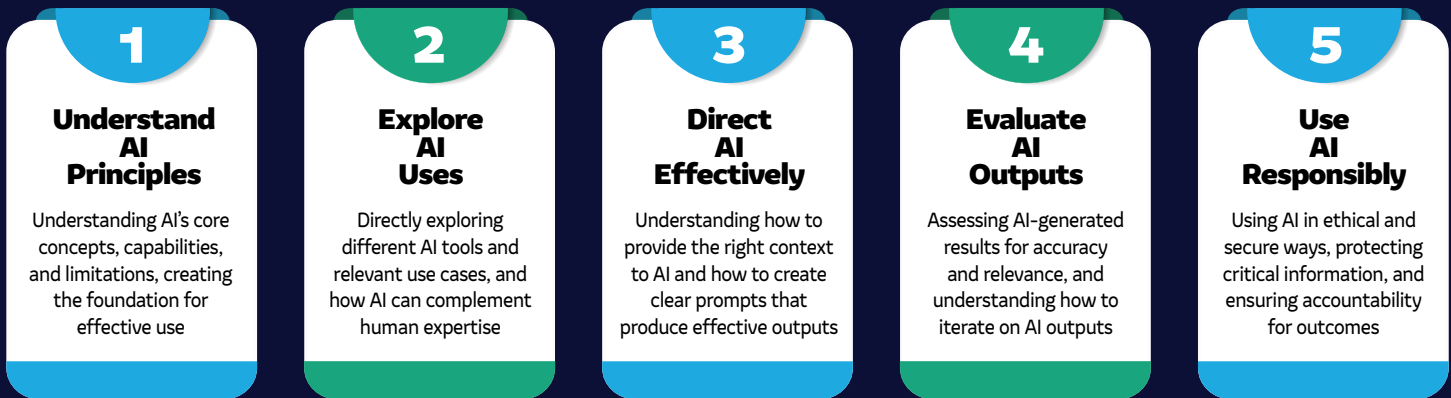 1
Understand
AI
Principles
Understanding AI's core
concepts, capabilities,
and limitations, creating
the foundation for
effective use
2
Explore
AI
Uses
Directly exploring
different AI tools and
relevant use cases, and
how AI can complement
human expertise
3
Direct
AI
Effectively
Understanding how to
provide the right context
to AI and how to create
clear prompts that
produce effective outputs
4
Evaluate
AI
Outputs
Assessing AI-generated
results for accuracy
and relevance, and
understanding how to
iterate on AI outputs
5
Use
AI
Responsibly
Using AI in ethical and
secure ways, protecting
critical information, and
ensuring accountability
for outcomes